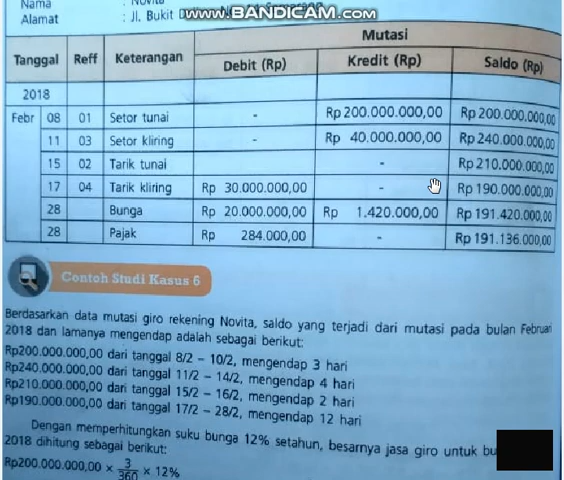 Nama : Novita
Alamat : Jl. Bukit
www.BANDICAM.com
Tanggal Reff Keterangan Mutasi
Debit (Rp) Kredit (Rp) Saldo (Rp)
2018
Febr 08 01 Setor tunai - Rp 200.000.000,00 Rp 200.000.000,00
11 03 Setor kliring - Rp 40.000.000,00 Rp 240.000.000,00
15 02 Tarik tunai - Rp 210.000.000,00
17 04 Tarik kliring Rp 30.000.000,00 - Rp 190.000.000,00
28 Bunga Rp 20.000.000,00 Rp 1.420.000,00 Rp 191.420.000,00
28 Pajak Rp 284.000,00 - Rp 191.136.000,00
Contoh Studi Kasus 6
Berdasarkan data mutasi giro rekening Novita, saldo yang terjadi dari mutasi pada bulan Februari
2018 dan lamanya mengendap adalah sebagai berikut:
Rp200.000.000,00 dari tanggal 8/2 – 10/2, mengendap 3 hari
Rp240.000.000,00 dari tanggal 11/2 – 14/2, mengendap 4 hari
Rp210.000.000,00 dari tanggal 15/2 – 16/2, mengendap 2 hari
Rp190.000.000,00 dari tanggal 17/2 – 28/2, mengendap 12 hari
Dengan memperhitungkan suku bunga 12% setahun, besarnya jasa giro untuk bu
2018 dihitung sebagai berikut:
Rp200.000.000,00 × 3/360 × 12%